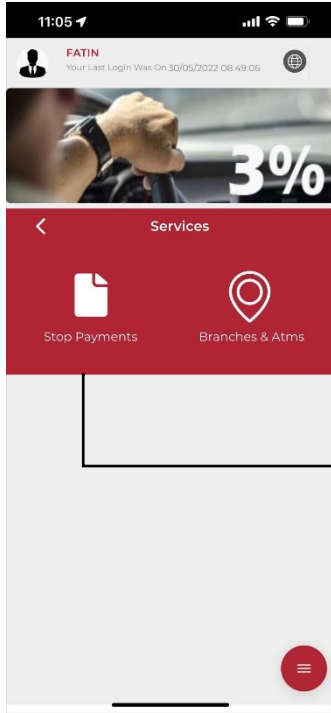 11:05
FATIN
Your Last Login Was On 30/05/2022 08:49:06
3%
Services
Stop Payments
Branches & Atms